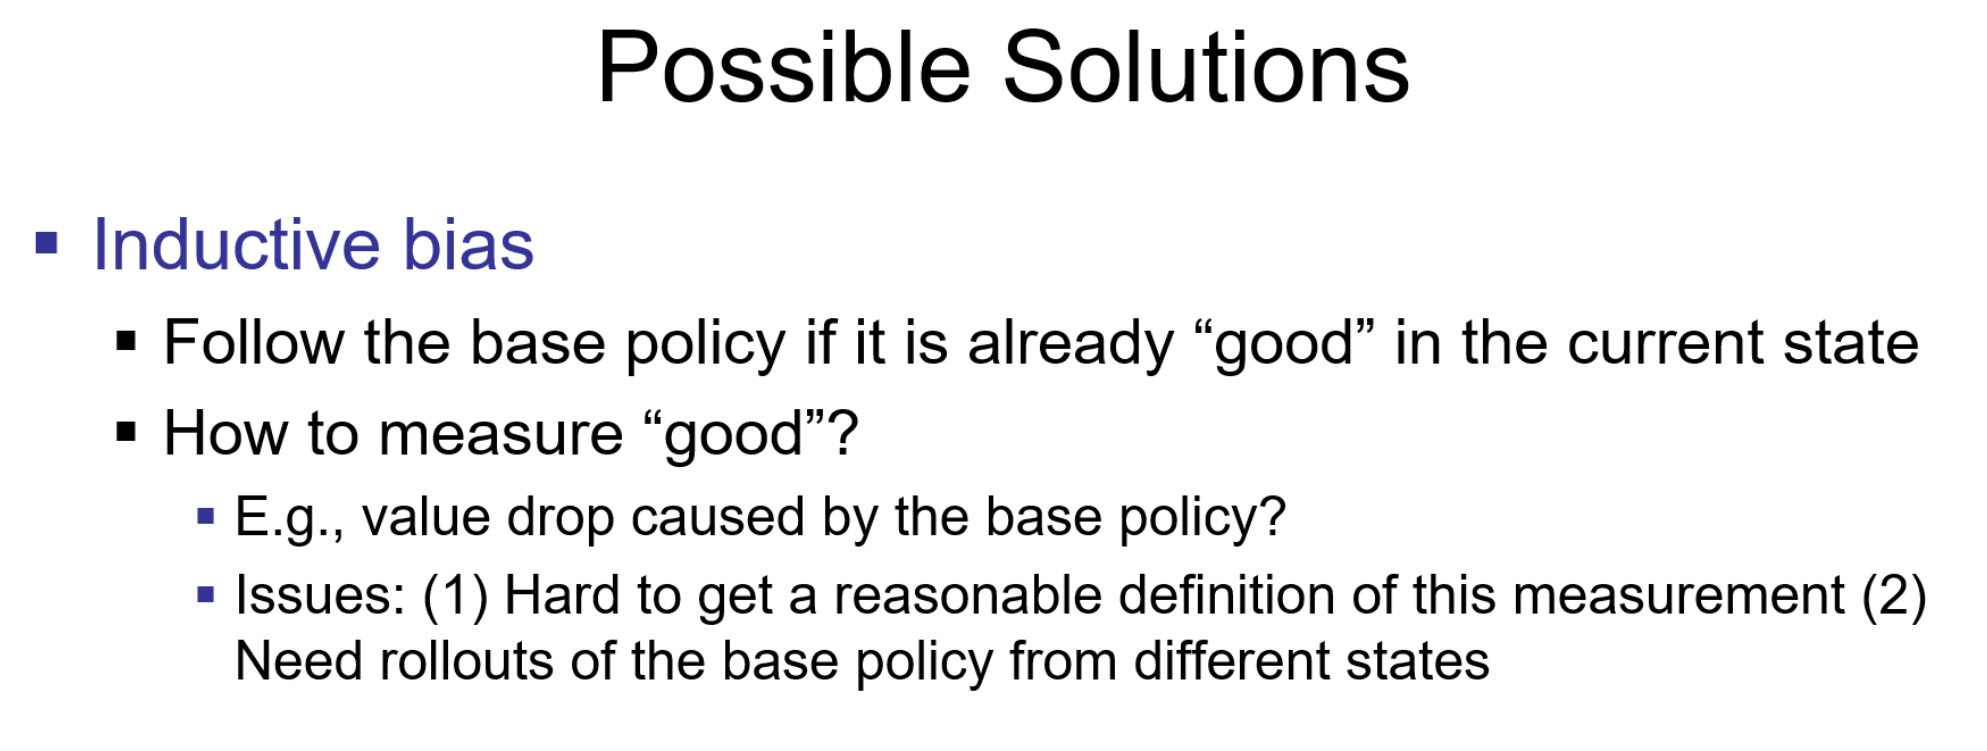 Possible Solutions
Inductive bias
Follow the base policy if it is already “good” in the current state
How to measure “good”?
E.g., value drop caused by the base policy?
Issues: (1) Hard to get a reasonable definition of this measurement (2)
Need rollouts of the base policy from different states